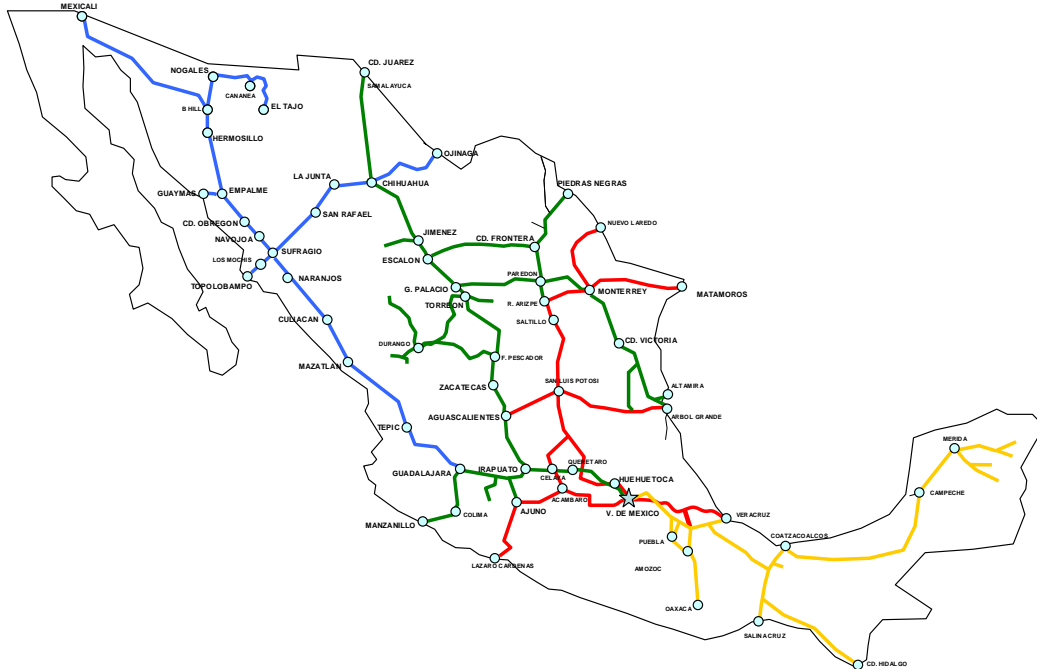 MEXICALI
NOGALES
CANANEA
EL TAJO
B HILL
HERMOSILLO
CD. JUAREZ
SAMALAYUCA
OJINAGA
LA JUNTA
CHIHUAHUA
GUAYMAS
EMPALME
SAN RAFAEL
PIEDRAS NEGRAS
CD. OBREGON
NAVOJOA
NUEVO LAREDO
JIMENEZ
CD. FRONTERA
SUFRAGIO
ESCALON
LOS MOCHIS
TOPOLOBAMPO
NARANJOS
PAREDON
G. PALACIO
MONTERREY
MATAMOROS
TORREON
R. ARIZPE
SALTILLO
CULIACAN
DURANGO
CD. VICTORIA
F. PESCADOR
MAZATLAN
ZACATECAS
SAN LUIS POTOSI
ALTAMIRA
AGUASCALIENTES
ARBOL GRANDE
TEPIC
MERIDA
GUADALAJARA
IRAPUATO
QUERETARO
CELAYA
HUEHUETOCA
CAMPECHE
ACAMBARO
COLIMA
AJUNO
V. DE MEXICO
VERACRUZ
MANZANILLO
PUEBLA
COATZACOALCOS
LAZARO CARDENAS
AMOZOC
OAXACA
SALINA CRUZ
CD. HIDALGO